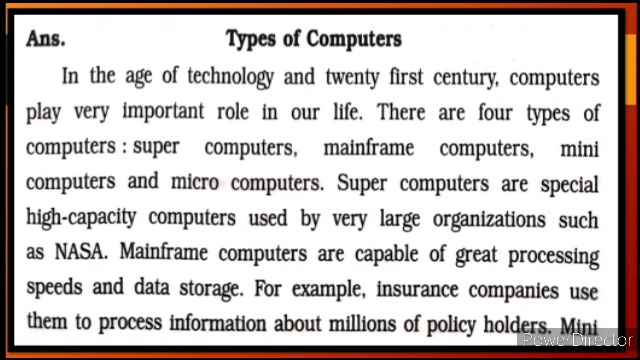 Ans. Types of Computers
In the age of technology and twenty first century, computers
play very important role in our life. There are four types of
computers : super computers, mainframe computers, mini
computers and micro computers. Super computers are special
high-capacity computers used by very large organizations such
as NASA. Mainframe computers are capable of great processing
speeds and data storage. For example, insurance companies use
them to process information about millions of policy holders. Mini
PowerDirector